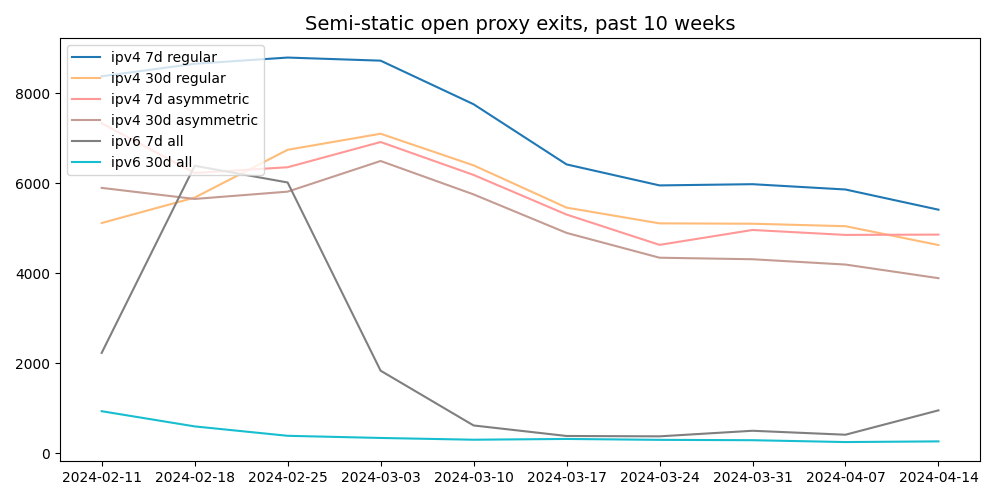 Semi-static open proxy exits, past 10 weeks
ipv4 7d regular
ipv4 30d regular
ipv4 7d asymmetric
ipv4 30d asymmetric
ipv6 7d all
ipv6 30d all
8000
6000
4000
2000
0
2024-02-11 2024-02-18 2024-02-25 2024-03-03 2024-03-10 2024-03-17 2024-03-24 2024-03-31 2024-04-07 2024-04-14